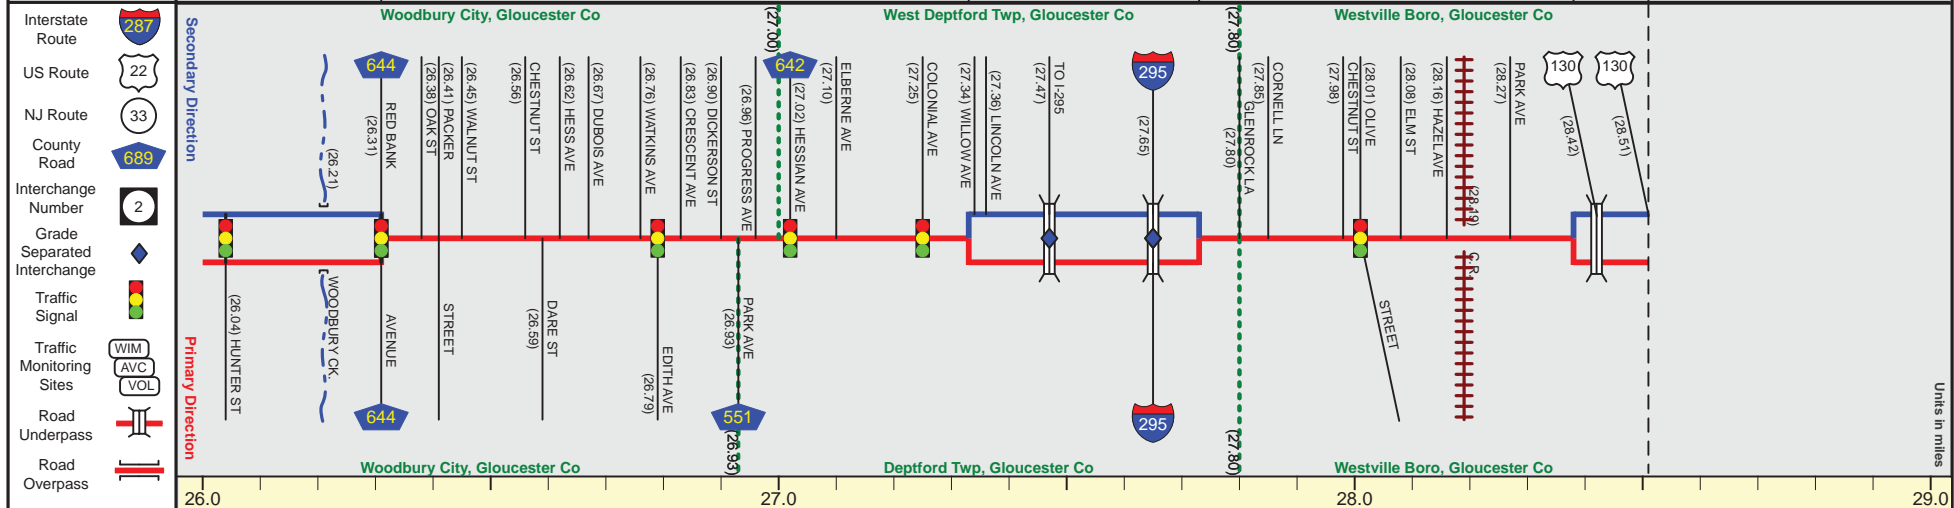 Interstate
Route
287
US Route
22
NJ Route
33
County
Road
689
Interchange
Number
2
Grade
Separated
Interchange
Traffic
Signal
Traffic
Monitoring
Sites
WIM
AVC
VOL
Road
Underpass
Road
Overpass
Secondary Direction
Primary Direction
Woodbury City, Gloucester Co
(27.00)
West Deptford Twp, Gloucester Co
(27.80)
Westville Boro, Gloucester Co
(26.04) HUNTER ST
(26.21)
WOODBURY CK.
644
RED BANK
(26.31)
AVENUE
644
(26.38) OAK ST
(26.41) PACKER
STREET
(26.45) WALNUT ST
CHESTNUT ST
(26.56)
DARE ST
(26.59)
(26.62) HESS AVE
(26.67) DUBOIS AVE
(26.76) WATKINS AVE
EDITH AVE
(26.79)
(26.83) CRESCENT AVE
(26.90) DICKERSON ST
PARK AVE
(26.93)
551
(26.93)
(26.96) PROGRESS AVE
642
(27.02) HESSIAN AVE
ELBERNE AVE
(27.10)
COLONIAL AVE
(27.25)
(27.34) WILLOW AVE
(27.36) LINCOLN AVE
TO I-295
(27.47)
295
(27.65)
295
GLENROCK LA
(27.80)
CORNELL LN
(27.85)
CHESTNUT ST
(27.98)
(28.01) OLIVE
STREET
(28.08) ELM ST
(28.16) HAZEL AVE
(28.19)
C.R.
PARK AVE
(28.27)
130
(28.42)
130
(28.51)
Woodbury City, Gloucester Co
Deptford Twp, Gloucester Co
(27.80)
Westville Boro, Gloucester Co
Units in miles
26.0
27.0
28.0
29.0